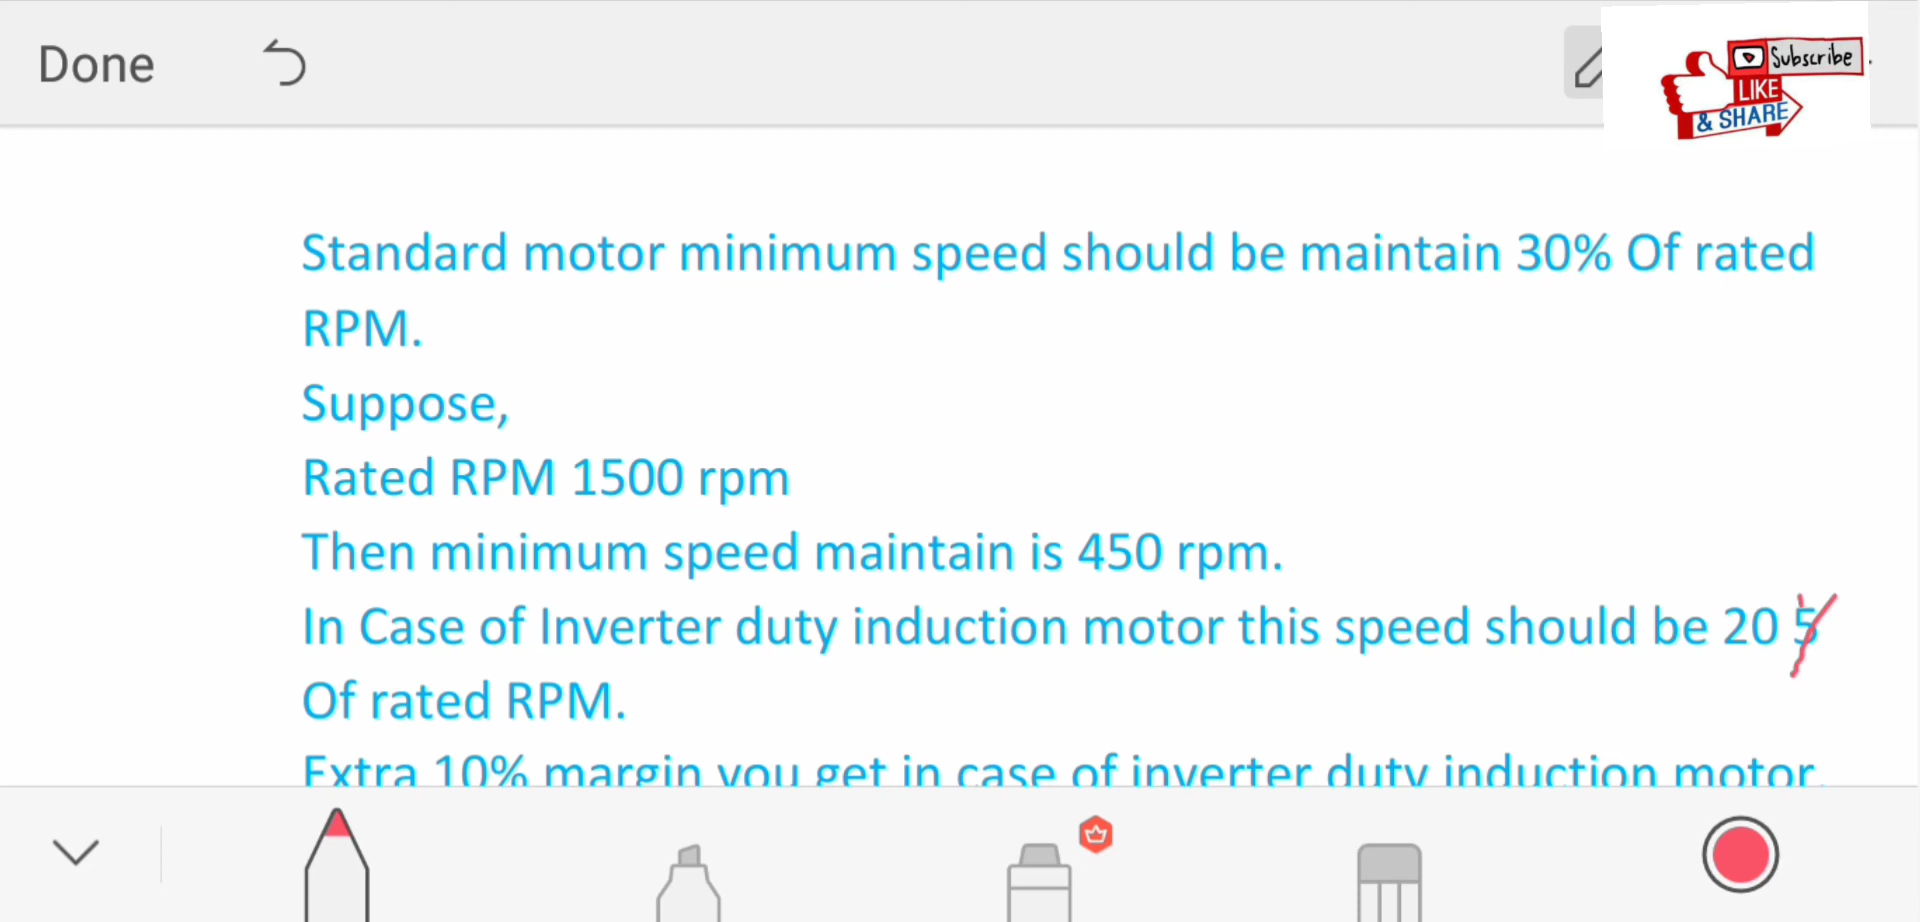 Done
Subscribe
LIKE
& SHARE
Standard motor minimum speed should be maintain 30% Of rated
RPM.
Suppose,
Rated RPM 1500 rpm
Then minimum speed maintain is 450 rpm.
In Case of Inverter duty induction motor this speed should be 20 5
Of rated RPM.
Extra 10% margin you get in case of inverter duty induction motor.